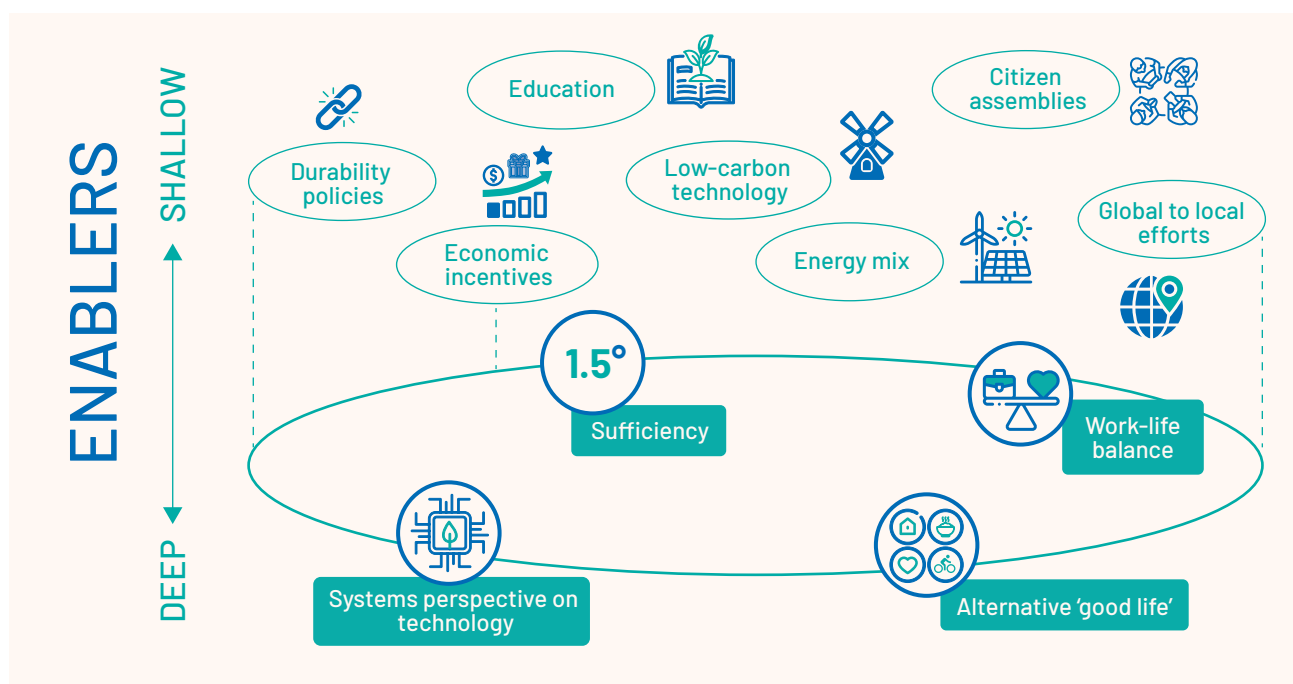 ENABLERS
SHALLOW
DEEP
Education
Citizen
assemblies
Durability
policies
$
Low-carbon
technology
Global to local
efforts
Economic
incentives
Energy mix
1.5°
Sufficiency
Work-life
balance
Systems perspective on
technology
Alternative ‘good life’